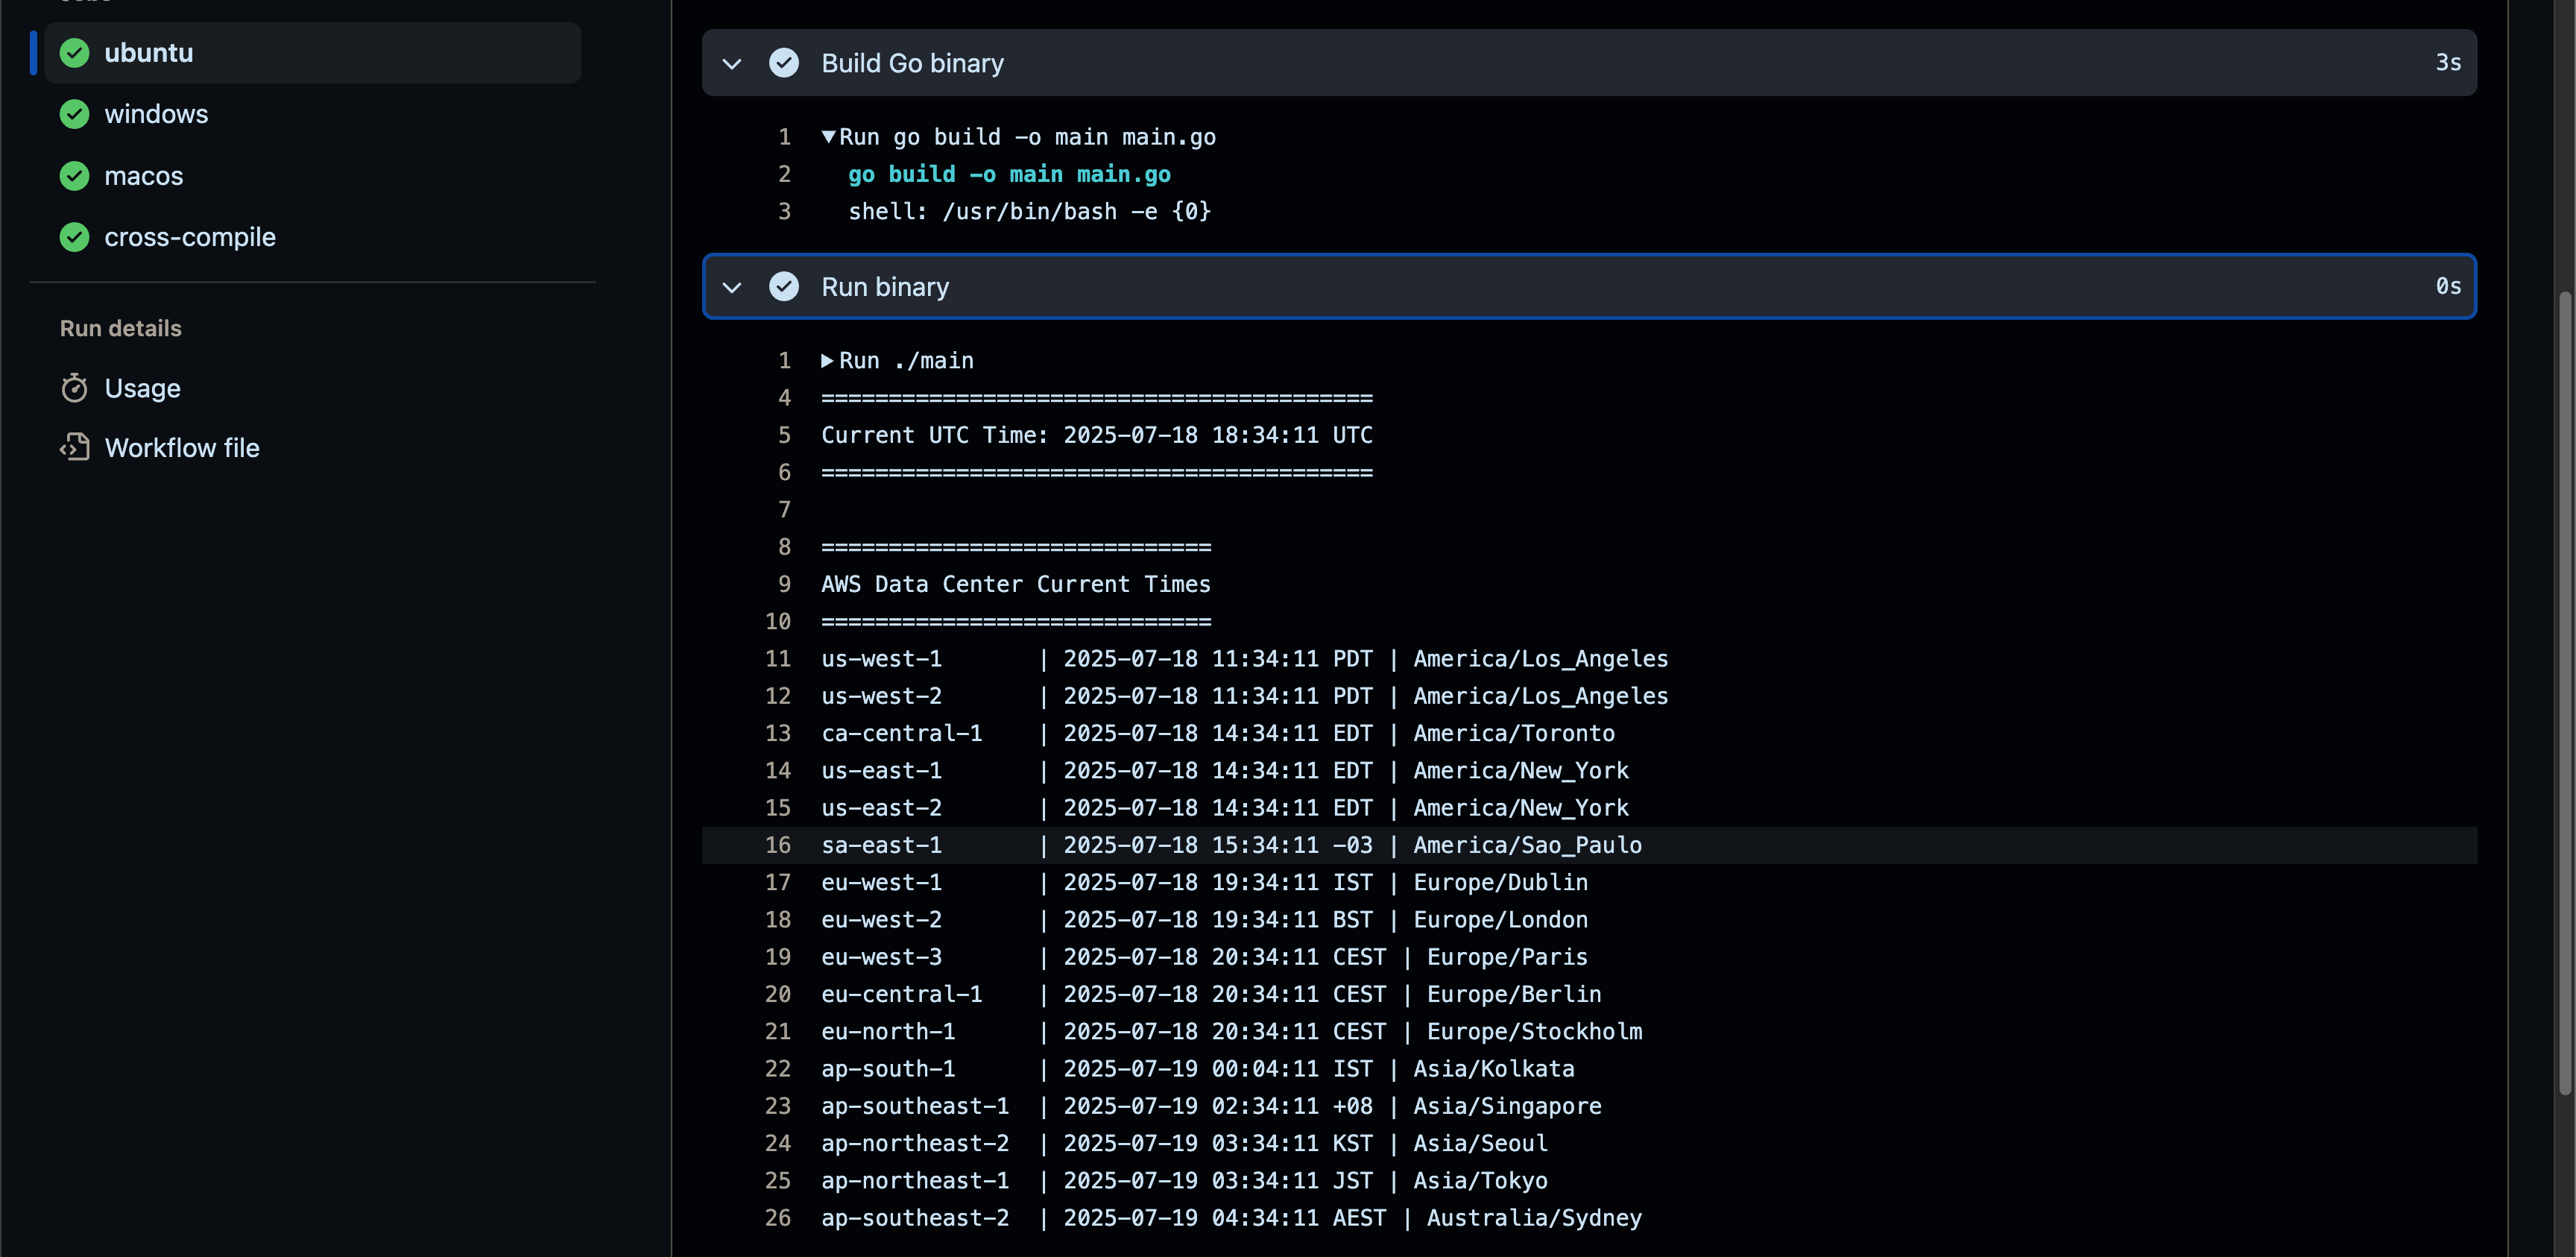 ubuntu
windows
macos
cross-compile
Run details
Usage
Workflow file
Build Go binary 3s
1 ▼Run go build -o main main.go
2 go build -o main main.go
3 shell: /usr/bin/bash -e {0}
Run binary 0s
1 ▶Run ./main
4 =========================================
5 Current UTC Time: 2025-07-18 18:34:11 UTC
6 =========================================
7
8 =============================
9 AWS Data Center Current Times
10 =============================
11 us-west-1       | 2025-07-18 11:34:11 PDT | America/Los_Angeles
12 us-west-2       | 2025-07-18 11:34:11 PDT | America/Los_Angeles
13 ca-central-1    | 2025-07-18 14:34:11 EDT | America/Toronto
14 us-east-1       | 2025-07-18 14:34:11 EDT | America/New_York
15 us-east-2       | 2025-07-18 14:34:11 EDT | America/New_York
16 sa-east-1       | 2025-07-18 15:34:11 -03 | America/Sao_Paulo
17 eu-west-1       | 2025-07-18 19:34:11 IST | Europe/Dublin
18 eu-west-2       | 2025-07-18 19:34:11 BST | Europe/London
19 eu-west-3       | 2025-07-18 20:34:11 CEST | Europe/Paris
20 eu-central-1    | 2025-07-18 20:34:11 CEST | Europe/Berlin
21 eu-north-1      | 2025-07-18 20:34:11 CEST | Europe/Stockholm
22 ap-south-1      | 2025-07-19 00:04:11 IST | Asia/Kolkata
23 ap-southeast-1  | 2025-07-19 02:34:11 +08 | Asia/Singapore
24 ap-northeast-2  | 2025-07-19 03:34:11 KST | Asia/Seoul
25 ap-northeast-1  | 2025-07-19 03:34:11 JST | Asia/Tokyo
26 ap-southeast-2  | 2025-07-19 04:34:11 AEST | Australia/Sydney